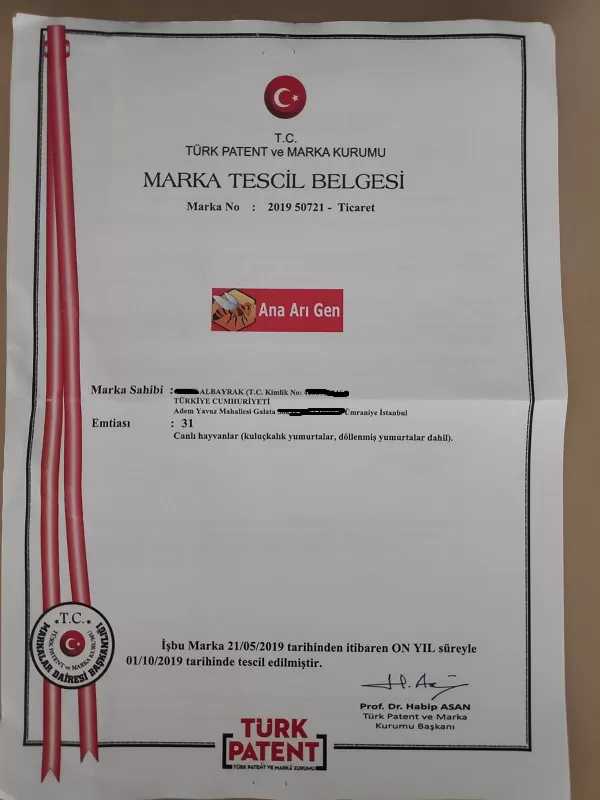 T.C.
TÜRK PATENT ve MARKA KURUMU
MARKA TESCİL BELGESİ
Marka No : 2019 50721 - Ticaret
Ana Arı Gen
Marka Sahibi : ALBAYRAK (T.C. Kimlik No:
TÜRKİYE CUMHURİYETİ
Adem Yavuz Mahallesi Galata Ümraniye İstanbul
Emtiası : 31
Canlı hayvanlar (kuluçkalık yumurtalar, döllenmiş yumurtalar dahil).
T.C.
TÜRK PATENT ve MARKA KURUMU
MARKALAR DAİRESİ BAŞKANLIĞI
İşbu Marka 21/05/2019 tarihinden itibaren ON YIL süreyle
01/10/2019 tarihinde tescil edilmiştir.
Prof. Dr. Habip ASAN
Türk Patent ve Marka
Kurumu Başkanı
TÜRK
PATENT
TÜRK PATENT VE MARKA KURUMU